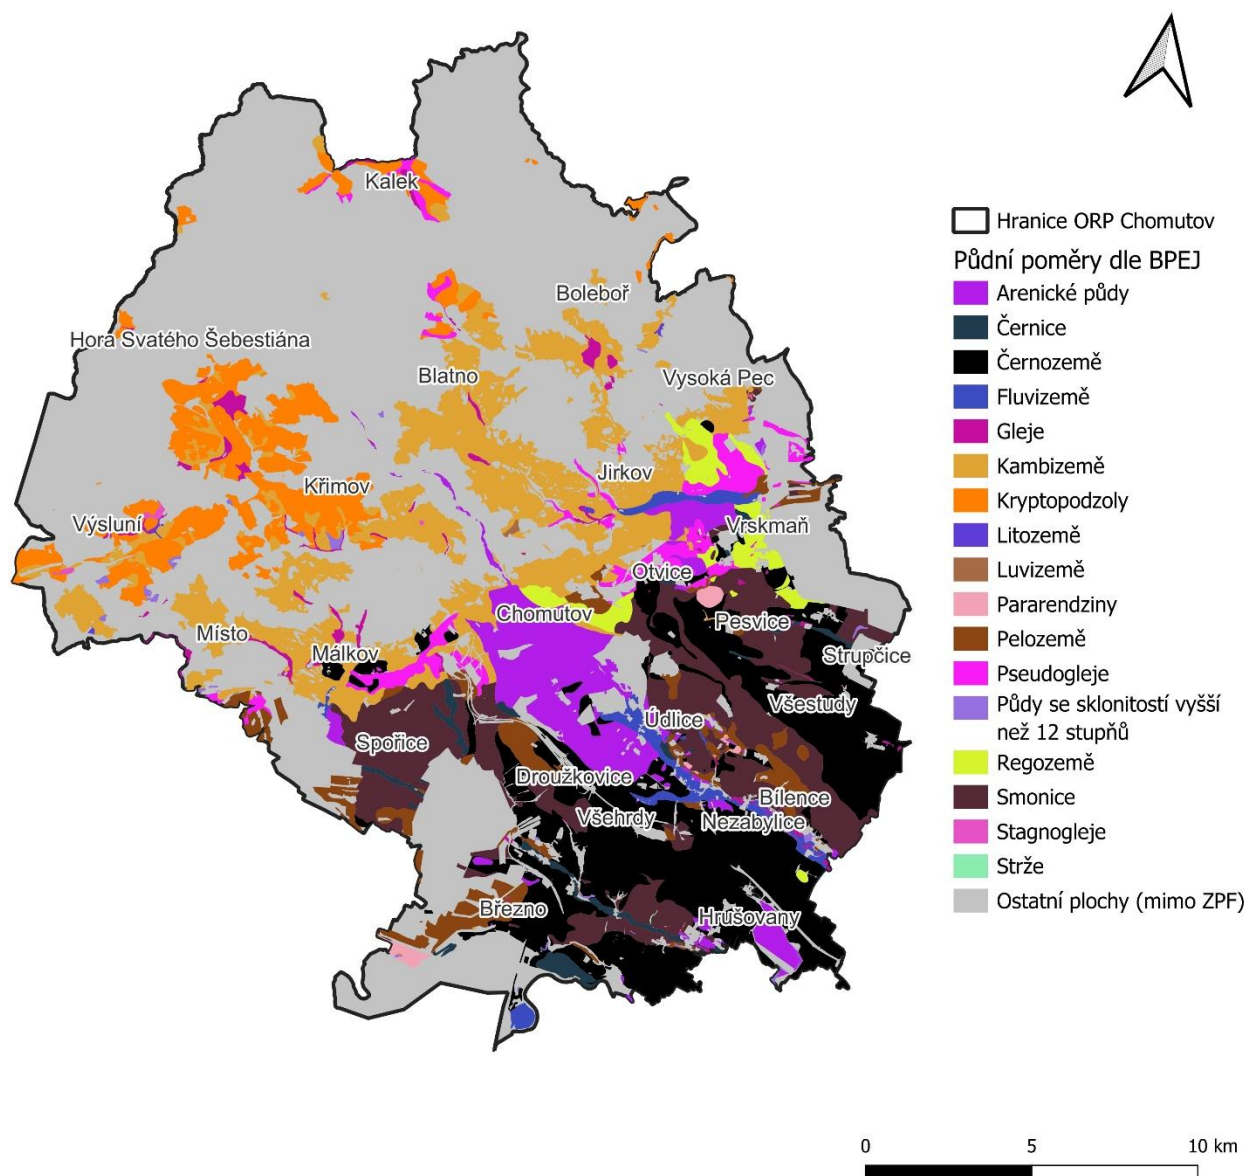 Kalek
Boleboř
Hora Svatého Šebestiána
Blatno
Vysoká Pec
Jirkov
Křimov
Výsluní
Vrskmaň
Otvice
Chomutov
Pesvice
Místo
Málkov
Strupčice
Všestudy
Údlice
Spořice
Droužkovice
Bílence
Všehrdy
Nezabylice
Březno
Hrušovany
Hranice ORP Chomutov
Půdní poměry dle BPEJ
Arenické půdy
Černice
Černozemě
Fluvizemě
Gleje
Kambizemě
Kryptopodzoly
Litozemě
Luvizemě
Pararendziny
Pelozemě
Pseudogleje
Půdy se sklonitostí vyšší
než 12 stupňů
Regozemě
Smonice
Stagnogleje
Strže
Ostatní plochy (mimo ZPF)
0 5 10 km